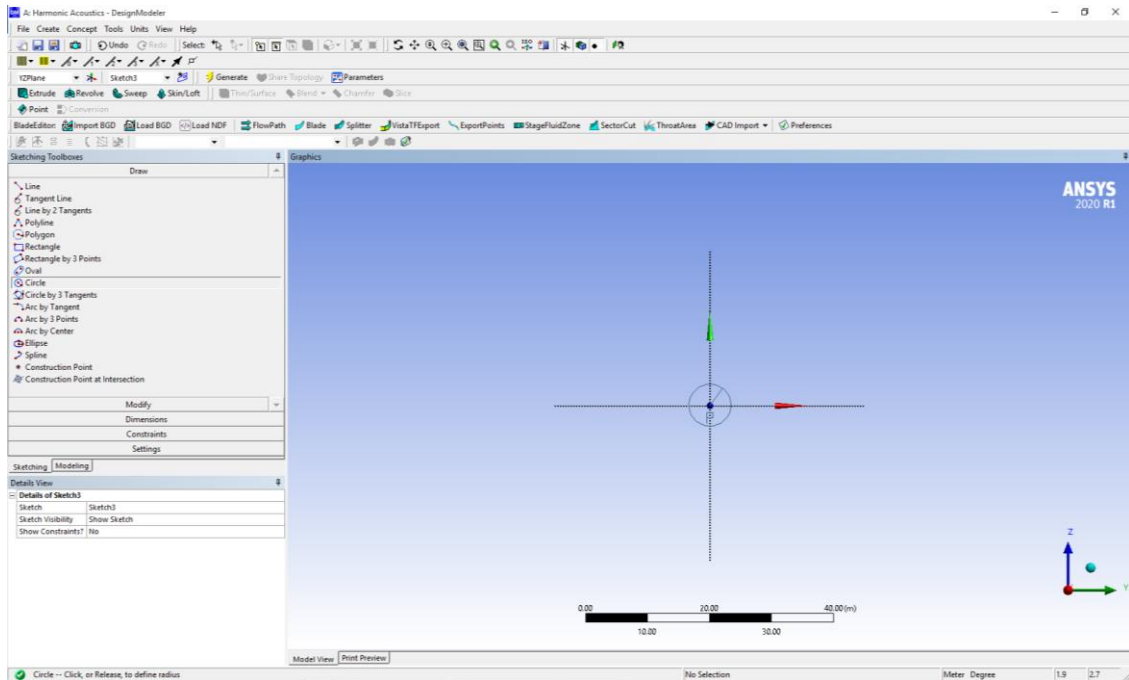 A: Harmonic Acoustics - DesignModeler
File Create Concept Tools Units View Help
Undo Redo Select:
YZPlane Sketch3 Generate Share Topology Parameters
Extrude Revolve Sweep Skin/Loft Thin/Surface Blend Chamfer Slice
Point Conversion
BladeEditor: Import BGD Load BGD Load NDF FlowPath Blade Splitter VistaTFExport ExportPoints StageFluidZone SectorCut ThroatArea CAD Import Preferences
Sketching Toolboxes
Draw
Line
Tangent Line
Line by 2 Tangents
Polyline
Polygon
Rectangle
Rectangle by 3 Points
Oval
Circle
Circle by 3 Tangents
Arc by Tangent
Arc by 3 Points
Arc by Center
Ellipse
Spline
Construction Point
Construction Point at Intersection
Modify
Dimensions
Constraints
Settings
Sketching Modeling
Details View
Details of Sketch3
Sketch Sketch3
Sketch Visibility Show Sketch
Show Constraints? No
Graphics
ANSYS
2020 R1
Z
Y
0.00 20.00 40.00 (m)
10.00 30.00
Model View Print Preview
Circle -- Click, or Release, to define radius No Selection Meter Degree 1.9 2.7